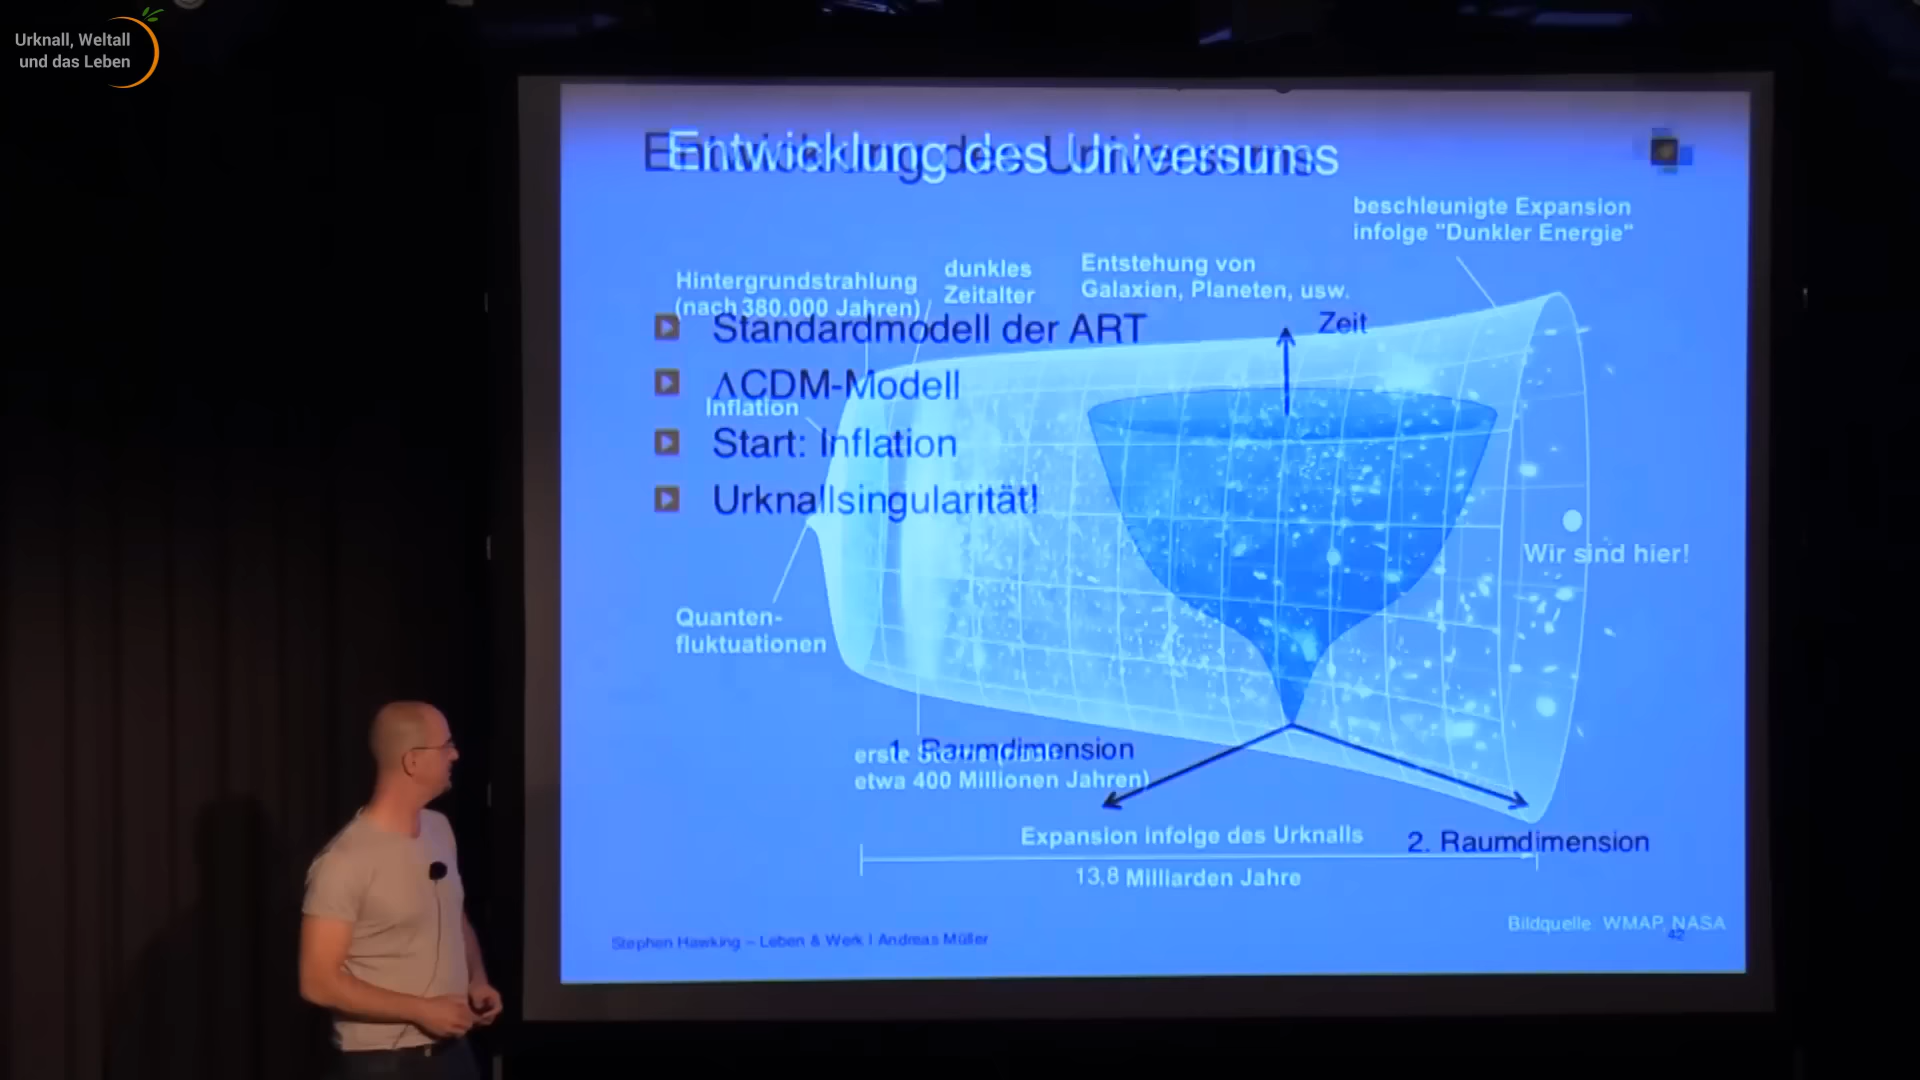 Urknall, Weltall
und das Leben
Entwicklung des Universums
Entwicklung des Universums
beschleunigte Expansion
infolge "Dunkler Energie"
Hintergrundstrahlung
(nach 380.000 Jahren)
dunkles
Zeitalter
Entstehung von
Galaxien, Planeten, usw.
Standardmodell der ART
Zeit
ΛCDM-Modell
Inflation
Start: Inflation
Urknallsingularität!
Wir sind hier!
Quanten-
fluktuationen
1. Raumdimension
erste
etwa 400 Millionen Jahren)
Expansion infolge des Urknalls
2. Raumdimension
13,8 Milliarden Jahre
Bildquelle: WMAP, NASA
Stephen Hawking – Leben & Werk | Andreas Müller
42